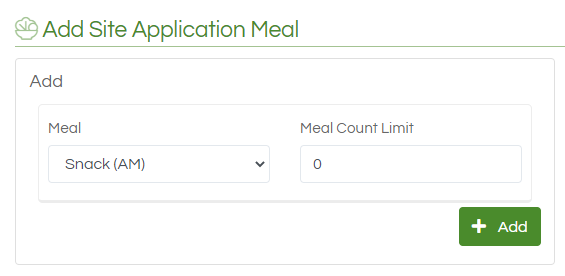 Add Site Application Meal
Add
Meal
Meal Count Limit
Snack (AM)
0
Add